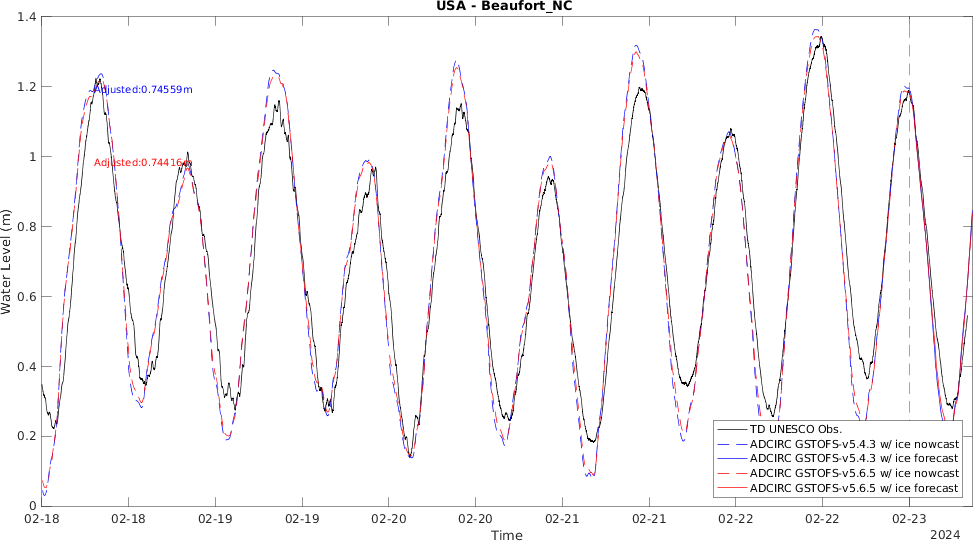 USA - Beaufort_NC
1.4
1.2
1
0.8
0.6
0.4
0.2
0
Water Level (m)
Adjusted:0.74559m
Adjusted:0.74416m
TD UNESCO Obs.
ADCIRC GSTOFS-v5.4.3 w/ ice nowcast
ADCIRC GSTOFS-v5.4.3 w/ ice forecast
ADCIRC GSTOFS-v5.6.5 w/ ice nowcast
ADCIRC GSTOFS-v5.6.5 w/ ice forecast
02-18 02-18 02-19 02-19 02-20 02-20 02-21 02-21 02-22 02-22 02-23
Time
2024